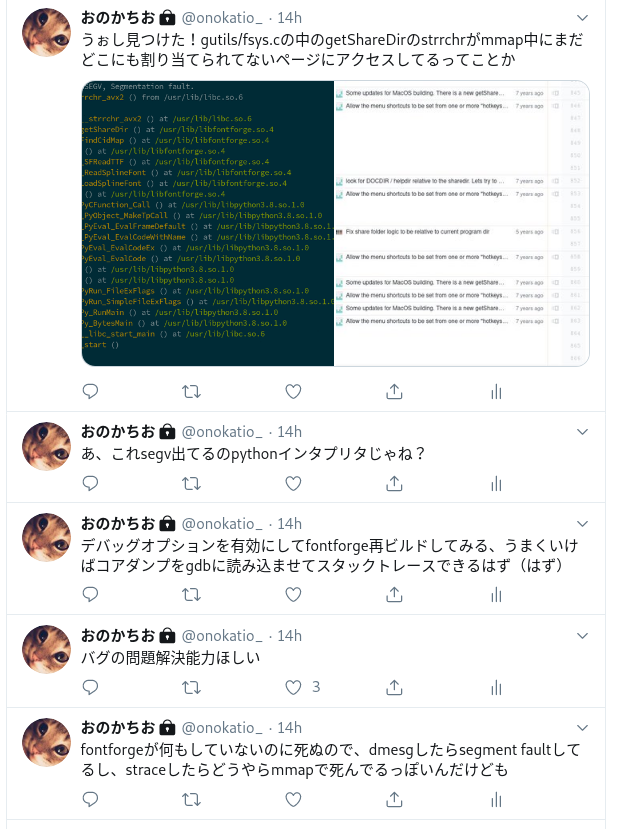 おのかちお @onokatio_ · 14h
うぉし見つけた！gutils/fsys.cの中のgetShareDirのstrrchrがmmap中にまだ
どこにも割り当てられてないページにアクセスしてるってことか
SEGV, Segmentation fault.
rrchr_avx2 () from /usr/lib/libc.so.6
_strrchr_avx2 () at /usr/lib/libc.so.6
getShareDir () at /usr/lib/libfontforge.so.4
FindCidMap () at /usr/lib/libfontforge.so.4
() at /usr/lib/libfontforge.so.4
_SFReadTTF () at /usr/lib/libfontforge.so.4
_ReadSplineFont () at /usr/lib/libfontforge.so.4
LoadSplineFont () at /usr/lib/libfontforge.so.4
() at /usr/lib/libfontforge.so.4
PyCFunction_Call () at /usr/lib/libpython3.8.so.1.0
_PyObject_MakeTpCall () at /usr/lib/libpython3.8.so.1.0
_PyEval_EvalFrameDefault () at /usr/lib/libpython3.8.so.1.
_PyEval_EvalCodeWithName () at /usr/lib/libpython3.8.so.1.
PyEval_EvalCodeEx () at /usr/lib/libpython3.8.so.1.0
PyEval_EvalCode () at /usr/lib/libpython3.8.so.1.0
() at /usr/lib/libpython3.8.so.1.0
() at /usr/lib/libpython3.8.so.1.0
PyRun_FileExFlags () at /usr/lib/libpython3.8.so.1.0
PyRun_SimpleFileExFlags () at /usr/lib/libpython3.8.so.1.0
Py_RunMain () at /usr/lib/libpython3.8.so.1.0
Py_BytesMain () at /usr/lib/libpython3.8.so.1.0
__libc_start_main () at /usr/lib/libc.so.6
_start ()
Some updates for MacOS building. There is a new getShare... 7 years ago
Allow the menu shortcuts to be set from one or more "hotkeys... 7 years ago
look for DOCDIR / helpdir relative to the sharedir. Lets try to ... 7 years ago
Allow the menu shortcuts to be set from one or more "hotkeys... 7 years ago
Fix share folder logic to be relative to current program dir 5 years ago
Allow the menu shortcuts to be set from one or more "hotkeys... 7 years ago
Some updates for MacOS building. There is a new getShare... 7 years ago
Allow the menu shortcuts to be set from one or more "hotkeys... 7 years ago
Some updates for MacOS building. There is a new getShare... 7 years ago
Allow the menu shortcuts to be set from one or more "hotkeys... 7 years ago
おのかちお @onokatio_ · 14h
あ、これsegv出てるのpythonインタプリタじゃね？
おのかちお @onokatio_ · 14h
デバッグオプションを有効にしてfontforge再ビルドしてみる、うまくいけ
ばコアダンプをgdbに読み込ませてスタックトレースできるはず（はず）
おのかちお @onokatio_ · 14h
バグの問題解決能力ほしい
3
おのかちお @onokatio_ · 14h
fontforgeが何もしていないのに死ぬので、dmesgしたらsegment faultして
るし、straceしたらどうやらmmapで死んでるっぽいんだけども